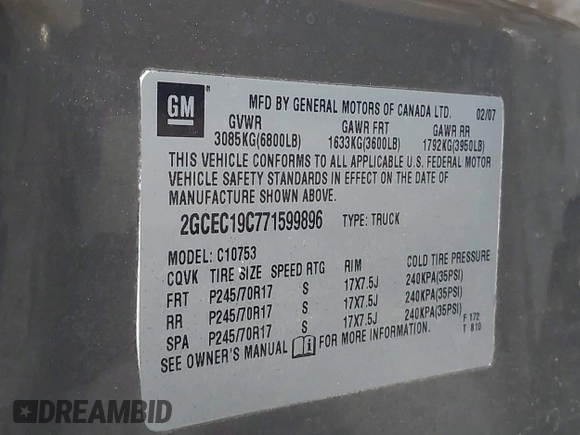 GM
MFD BY GENERAL MOTORS OF CANADA LTD. 02/07
GVWR GAWR FRT GAWR RR
3085KG(6800LB) 1633KG(3600LB) 1792KG(3950LB)
THIS VEHICLE CONFORMS TO ALL APPLICABLE U.S. FEDERAL MOTOR
VEHICLE SAFETY STANDARDS IN EFFECT ON THE DATE OF
MANUFACTURE SHOWN ABOVE.
2GCEC19C771599896 TYPE: TRUCK
MODEL: C10753
CQVK TIRE SIZE SPEED RTG RIM COLD TIRE PRESSURE
FRT P245/70R17 S 17X7.5J 240KPA(35PSI)
RR P245/70R17 S 17X7.5J 240KPA(35PSI)
SPA P245/70R17 S 17X7.5J 240KPA(35PSI)
SEE OWNER'S MANUAL FOR MORE INFORMATION.
F 172
T B10
DREAMBID